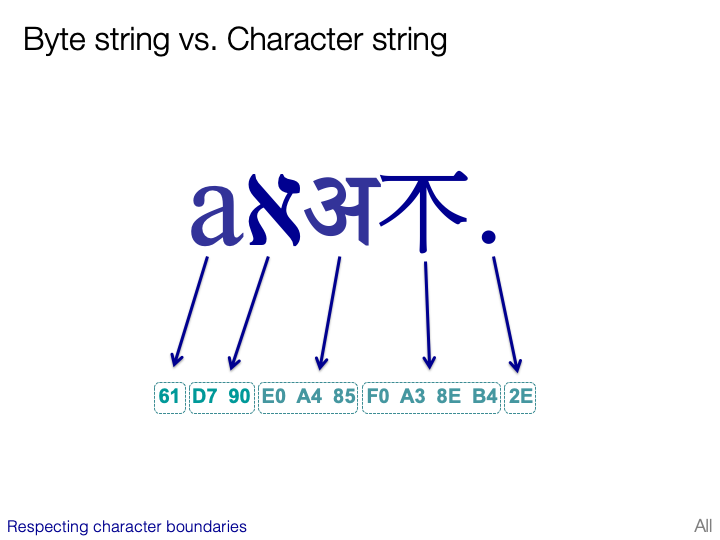 Byte string vs. Character string
aאअ𣎴.
61 D7 90 E0 A4 85 F0 A3 8E B4 2E
Respecting character boundaries
All